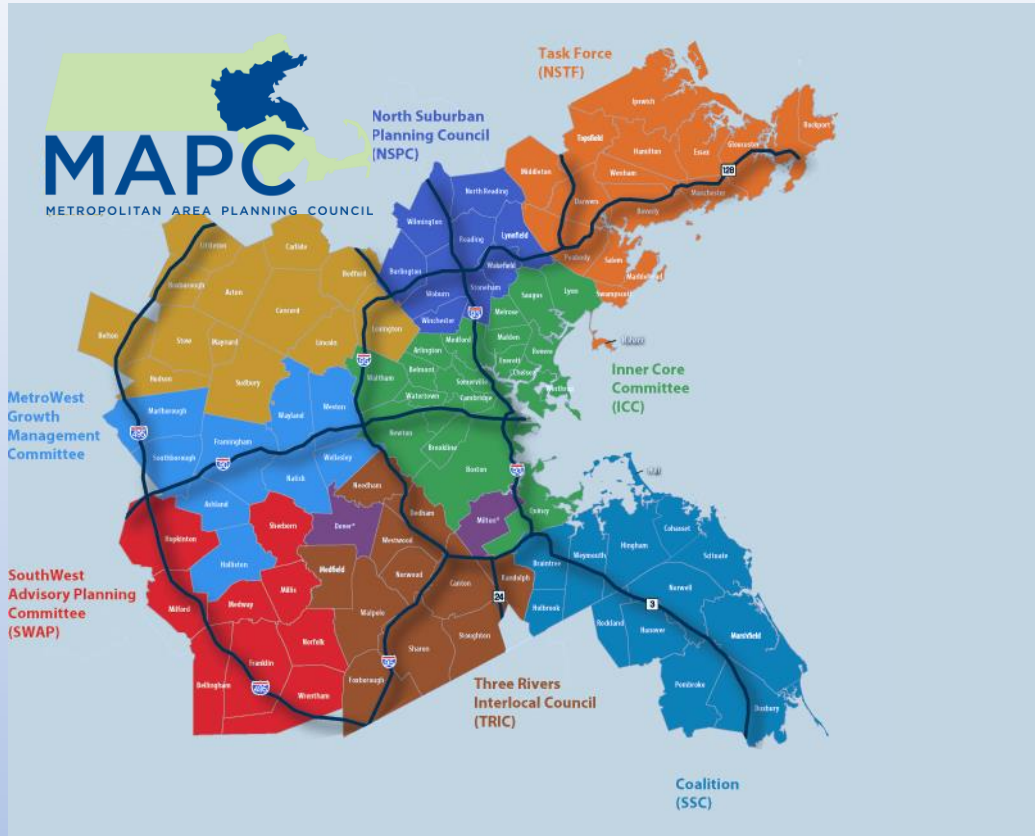 MAPC
METROPOLITAN AREA PLANNING COUNCIL
Task Force
(NSTF)
North Suburban
Planning Council
(NSPC)
Ipswich
Rockport
Topsfield
Gloucester
Hamilton
Essex
Middleton
Wenham
128
North Reading
Manchester
Danvers
Beverly
Wilmington
Reading
Lynnfield
Peabody
Salem
Marblehead
Swampscott
Burlington
Wakefield
Woburn
Stoneham
Winchester
Littleton
Carlisle
Boxborough
Acton
Bedford
Concord
Bolton
Stow
Maynard
Lincoln
Lexington
Hudson
Sudbury
Saugus
Lynn
Melrose
Medford
Malden
Revere
Arlington
Everett
Chelsea
Belmont
Somerville
Winthrop
Waltham
Watertown
Cambridge
Nahant
Inner Core
Committee
(ICC)
MetroWest
Growth
Management
Committee
Marlborough
Wayland
Weston
495
Framingham
Southborough
Newton
Brookline
Wellesley
Boston
Natick
Ashland
Needham
Quincy
Hull
Hopkinton
Sherborn
Dover*
Dedham
Milton*
Westwood
Holliston
Medfield
Norwood
Canton
Randolph
Braintree
Weymouth
Hingham
Cohasset
Scituate
SouthWest
Advisory Planning
Committee
(SWAP)
Milford
Medway
Millis
Walpole
24
Holbrook
Norwell
3
Rockland
Hanover
Marshfield
Norfolk
Sharon
Stoughton
Franklin
Bellingham
495
Wrentham
Foxborough
Pembroke
Duxbury
Three Rivers
Interlocal Council
(TRIC)
Coalition
(SSC)